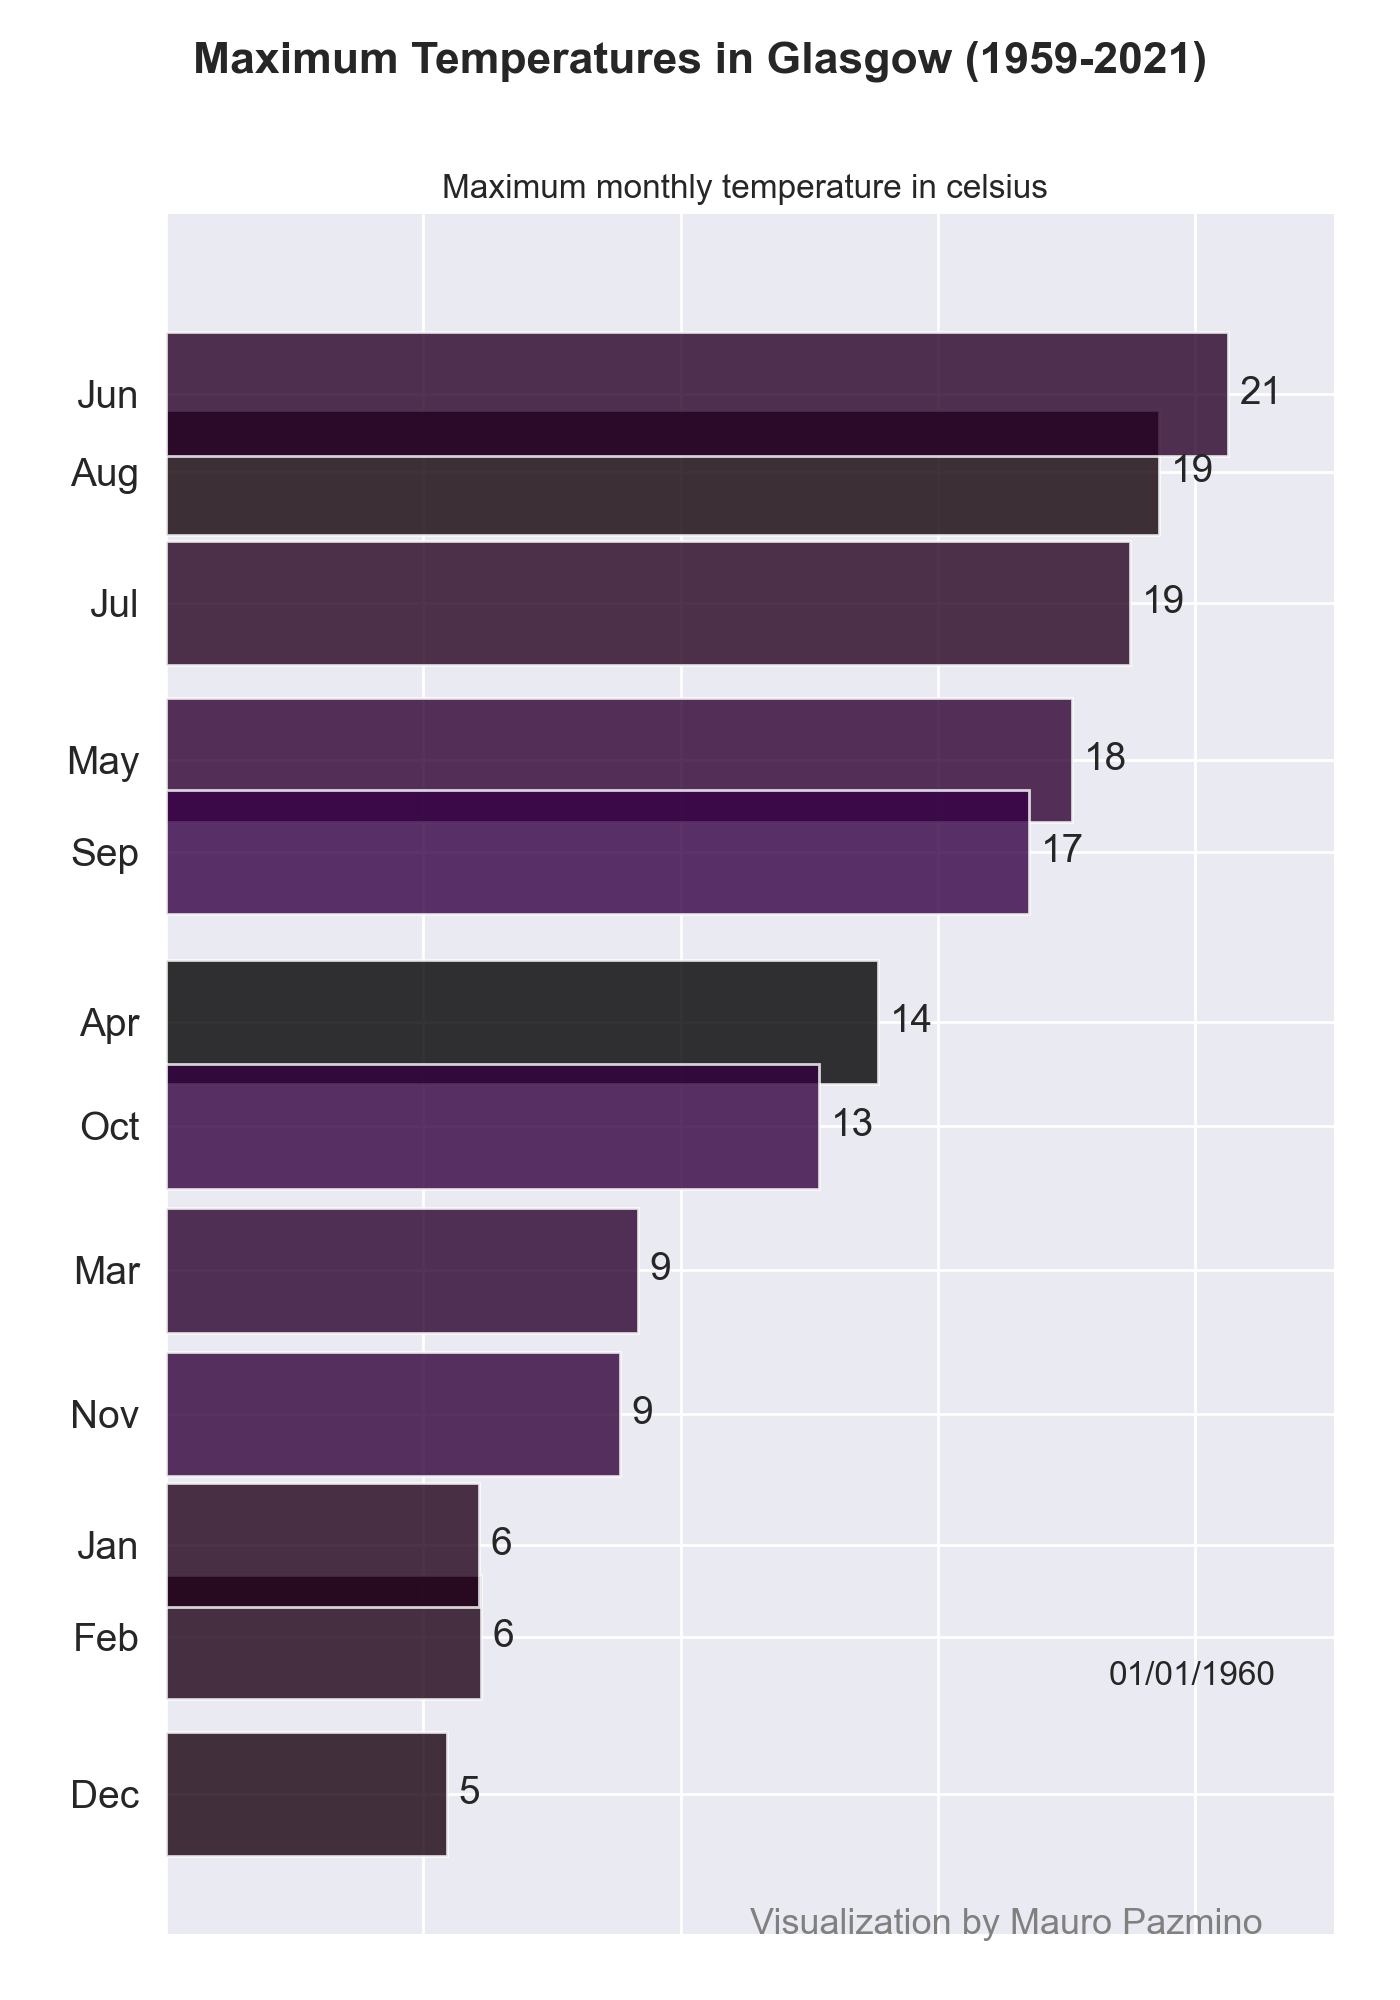 Maximum Temperatures in Glasgow (1959-2021)
Maximum monthly temperature in celsius
Jun 21
Aug 19
Jul 19
May 18
Sep 17
Apr 14
Oct 13
Mar 9
Nov 9
Jan 6
Feb 6
01/01/1960
Dec 5
Visualization by Mauro Pazmino